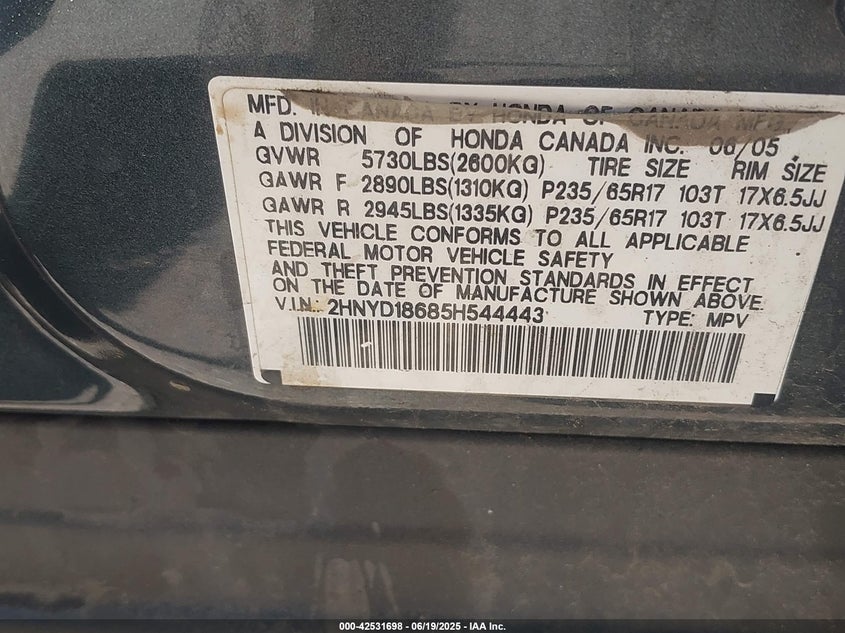 MFD. IN CANADA BY HONDA OF CANADA MFG.,
A DIVISION OF HONDA CANADA INC. 06/05
GVWR 5730LBS(2600KG) TIRE SIZE RIM SIZE
GAWR F 2890LBS(1310KG) P235/65R17 103T 17X6.5JJ
GAWR R 2945LBS(1335KG) P235/65R17 103T 17X6.5JJ
THIS VEHICLE CONFORMS TO ALL APPLICABLE
FEDERAL MOTOR VEHICLE SAFETY
AND THEFT PREVENTION STANDARDS IN EFFECT
ON THE DATE OF MANUFACTURE SHOWN ABOVE.
V.I.N. 2HNYD18685H544443 TYPE: MPV
000-42531698 - 06/19/2025 - IAA Inc.